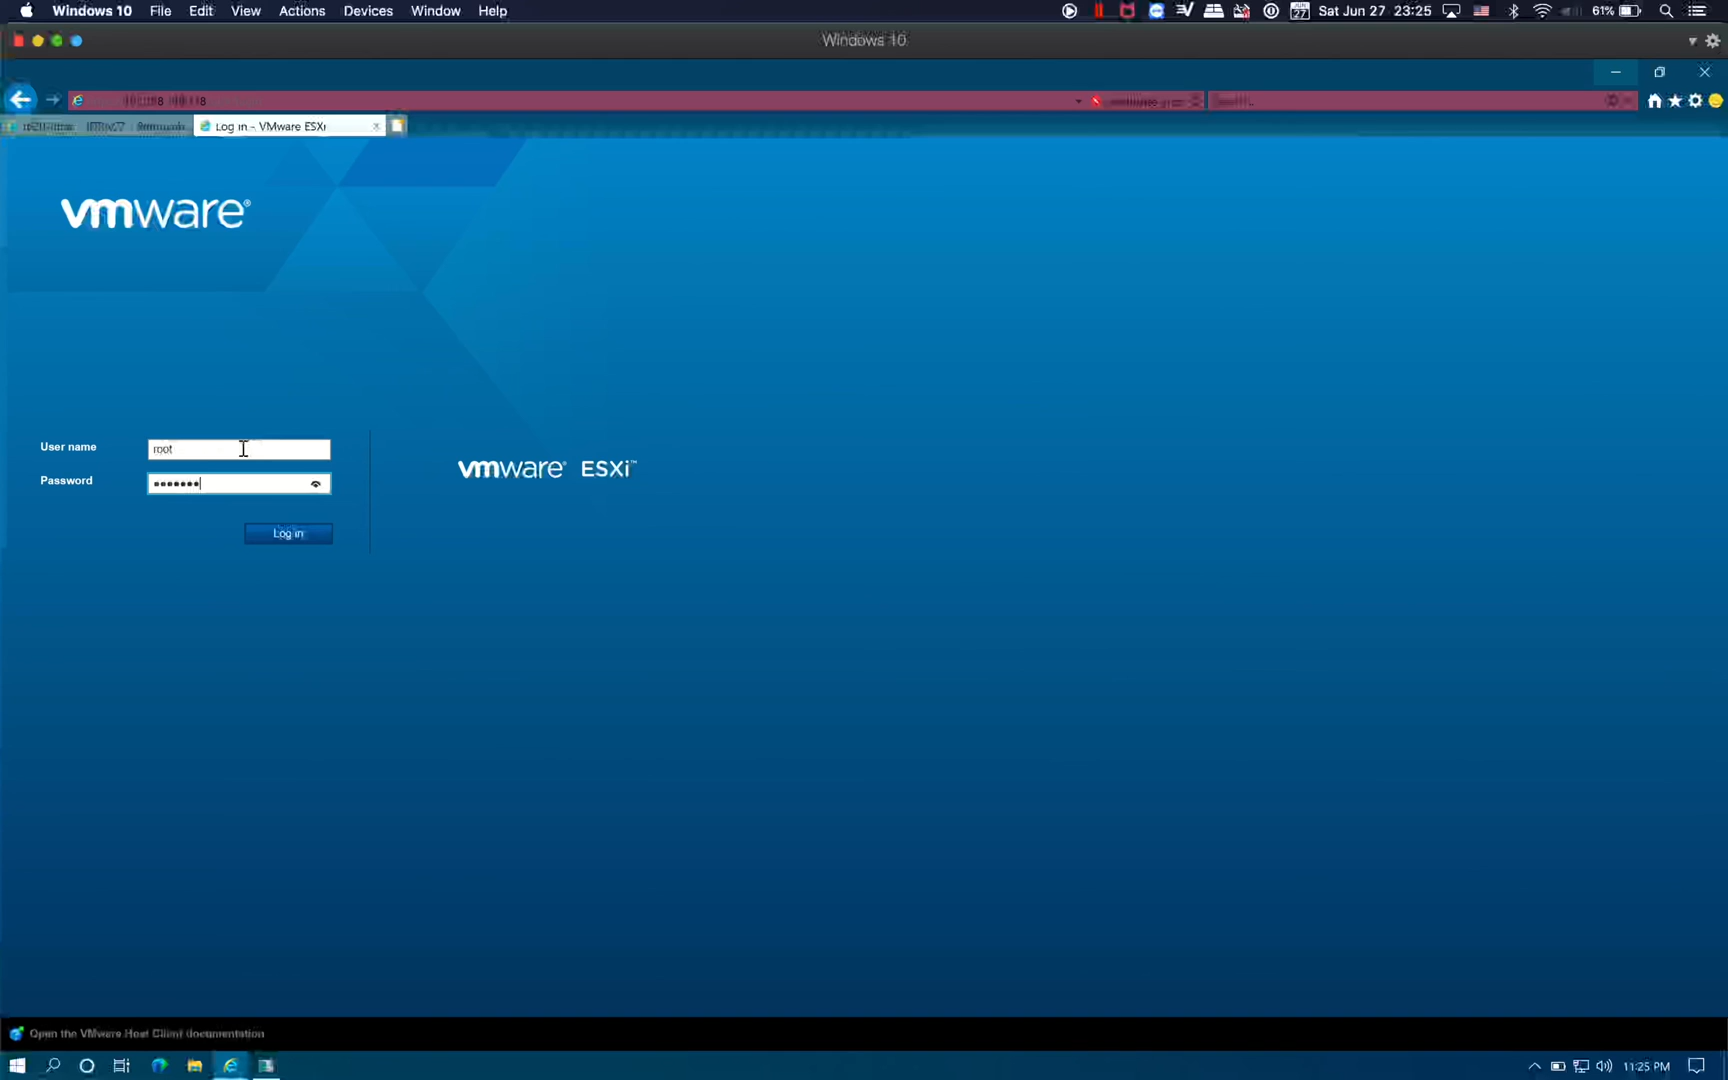 Windows 10 File Edit View Actions Devices Window Help Sat Jun 27 23:25 61%
Windows 10
Log in - VMware ESXi
vmware®
User name root
vmware® ESXi™
Password •••••••
Log in
Open the VMware Host Client documentation
11:25 PM